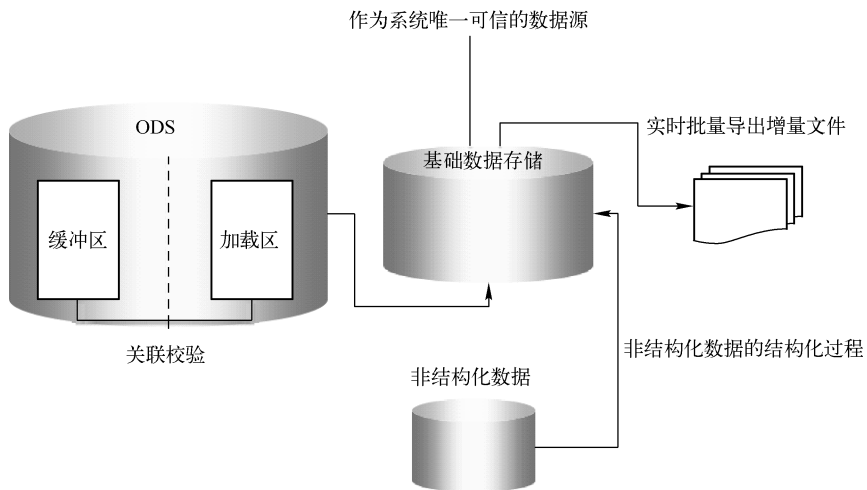 作为系统唯一可信的数据源
ODS
基础数据存储
实时批量导出增量文件
缓冲区
加载区
关联校验
非结构化数据的结构化过程
非结构化数据